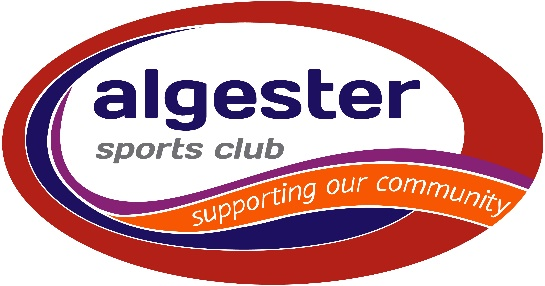 algester
sports club
supporting our community